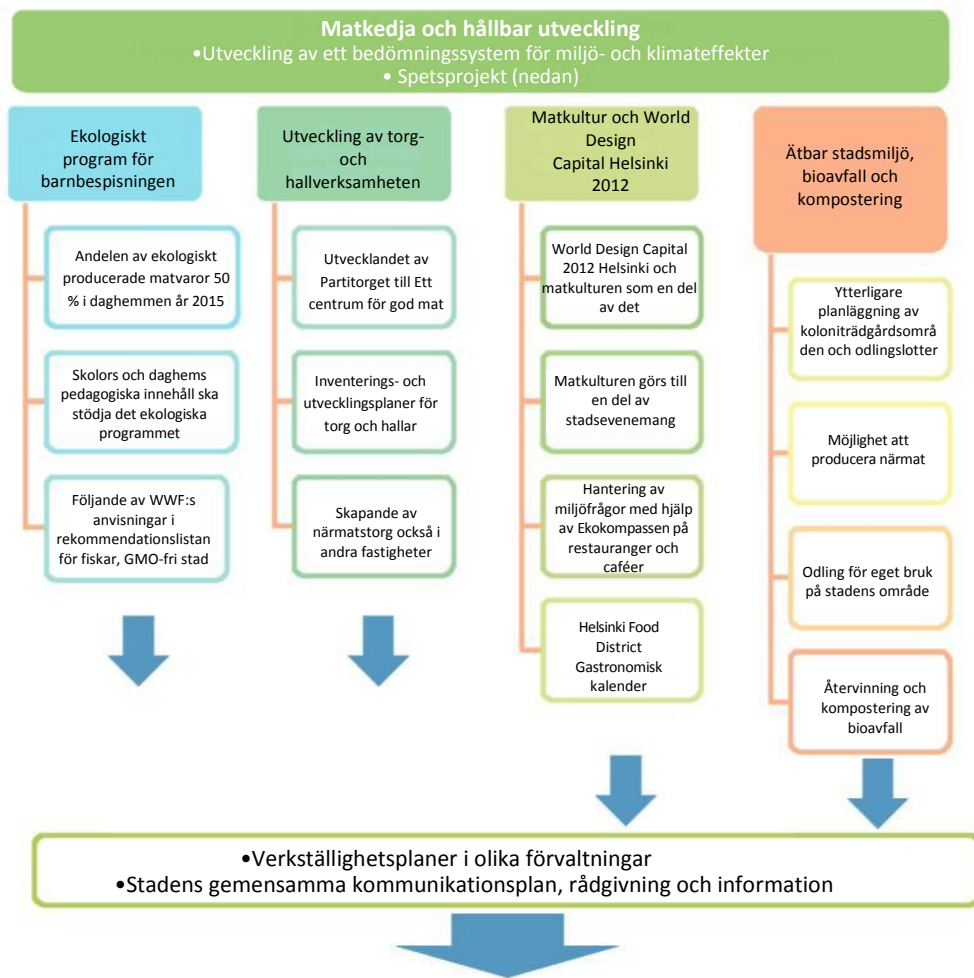 Matkedja och hållbar utveckling
•Utveckling av ett bedömningssystem för miljö- och klimateffekter
• Spetsprojekt (nedan)
Ekologiskt
program för
barnbespisningen
Andelen av ekologiskt
producerade matvaror 50
% i daghemmen år 2015
Skolors och daghems
pedagogiska innehåll ska
stödja det ekologiska
programmet
Följande av WWF:s
anvisningar i
rekommendationslistan
för fiskar, GMO-fri stad
Utveckling av torg-
och
hallverksamheten
Utvecklandet av
Partitorget till Ett
centrum för god mat
Inventerings- och
utvecklingsplaner för
torg och hallar
Skapande av
närmatstorg också i
andra fastigheter
Matkultur och World
Design
Capital Helsinki
2012
World Design Capital
2012 Helsinki och
matkulturen som en del
av det
Matkulturen görs till
en del av
stadsevenemang
Hantering av
miljöfrågor med hjälp
av Ekokompassen på
restauranger och
caféer
Helsinki Food
District
Gastronomisk
kalender
Ätbar stadsmiljö,
bioavfall och
kompostering
Ytterligare
planläggning av
koloniträdgårdsområ
den och odlingslotter
Möjlighet att
producera närmat
Odling för eget bruk
på stadens område
Återvinning och
kompostering av
bioavfall
•Verkställighetsplaner i olika förvaltningar
•Stadens gemensamma kommunikationsplan, rådgivning och information